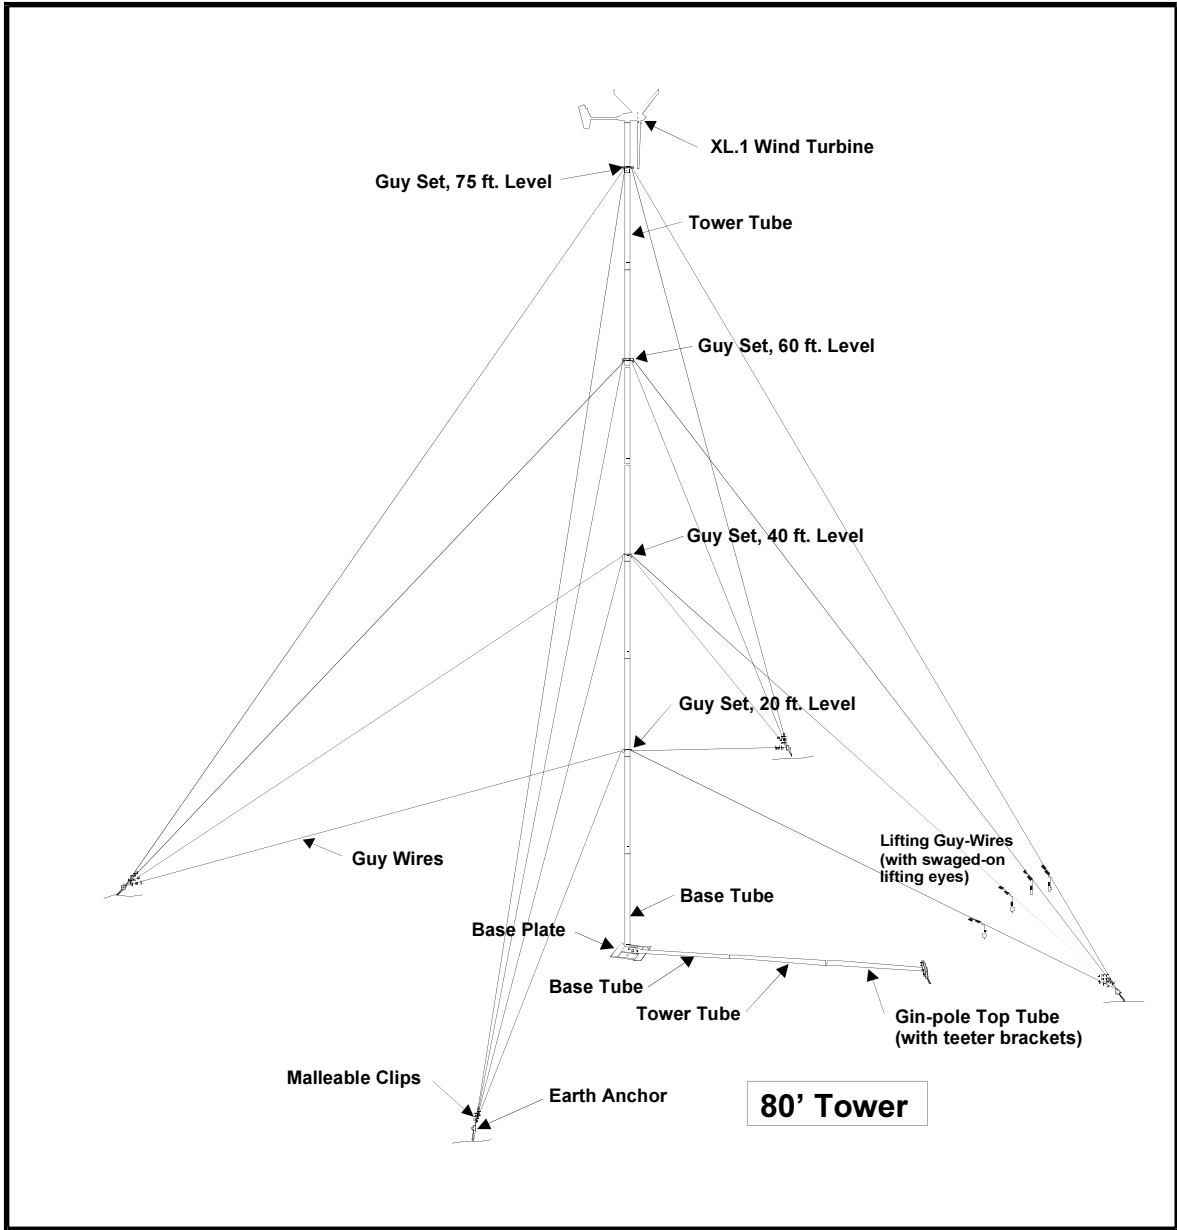 XL.1 Wind Turbine
Guy Set, 75 ft. Level
Tower Tube
Guy Set, 60 ft. Level
Guy Set, 40 ft. Level
Guy Set, 20 ft. Level
Lifting Guy-Wires
(with swaged-on
lifting eyes)
Guy Wires
Base Tube
Base Plate
Base Tube
Tower Tube
Gin-pole Top Tube
(with teeter brackets)
Malleable Clips
Earth Anchor
80’ Tower